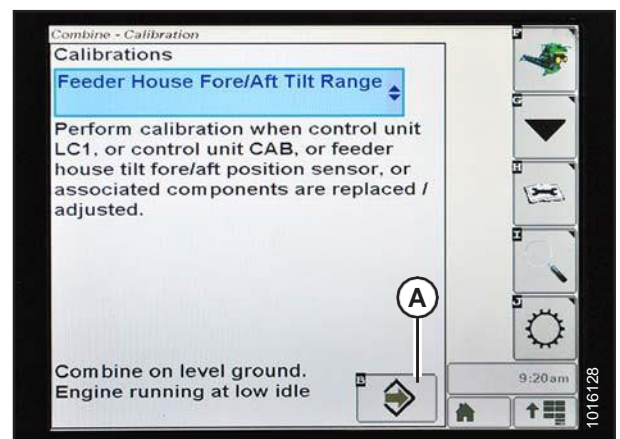 Combine - Calibration
Calibrations
Feeder House Fore/Aft Tilt Range
Perform calibration when control unit
LC1, or control unit CAB, or feeder
house tilt fore/aft position sensor, or
associated components are replaced /
adjusted.
Combine on level ground.
Engine running at low idle
A
B
F
G
H
I
J
9:20am
1016128